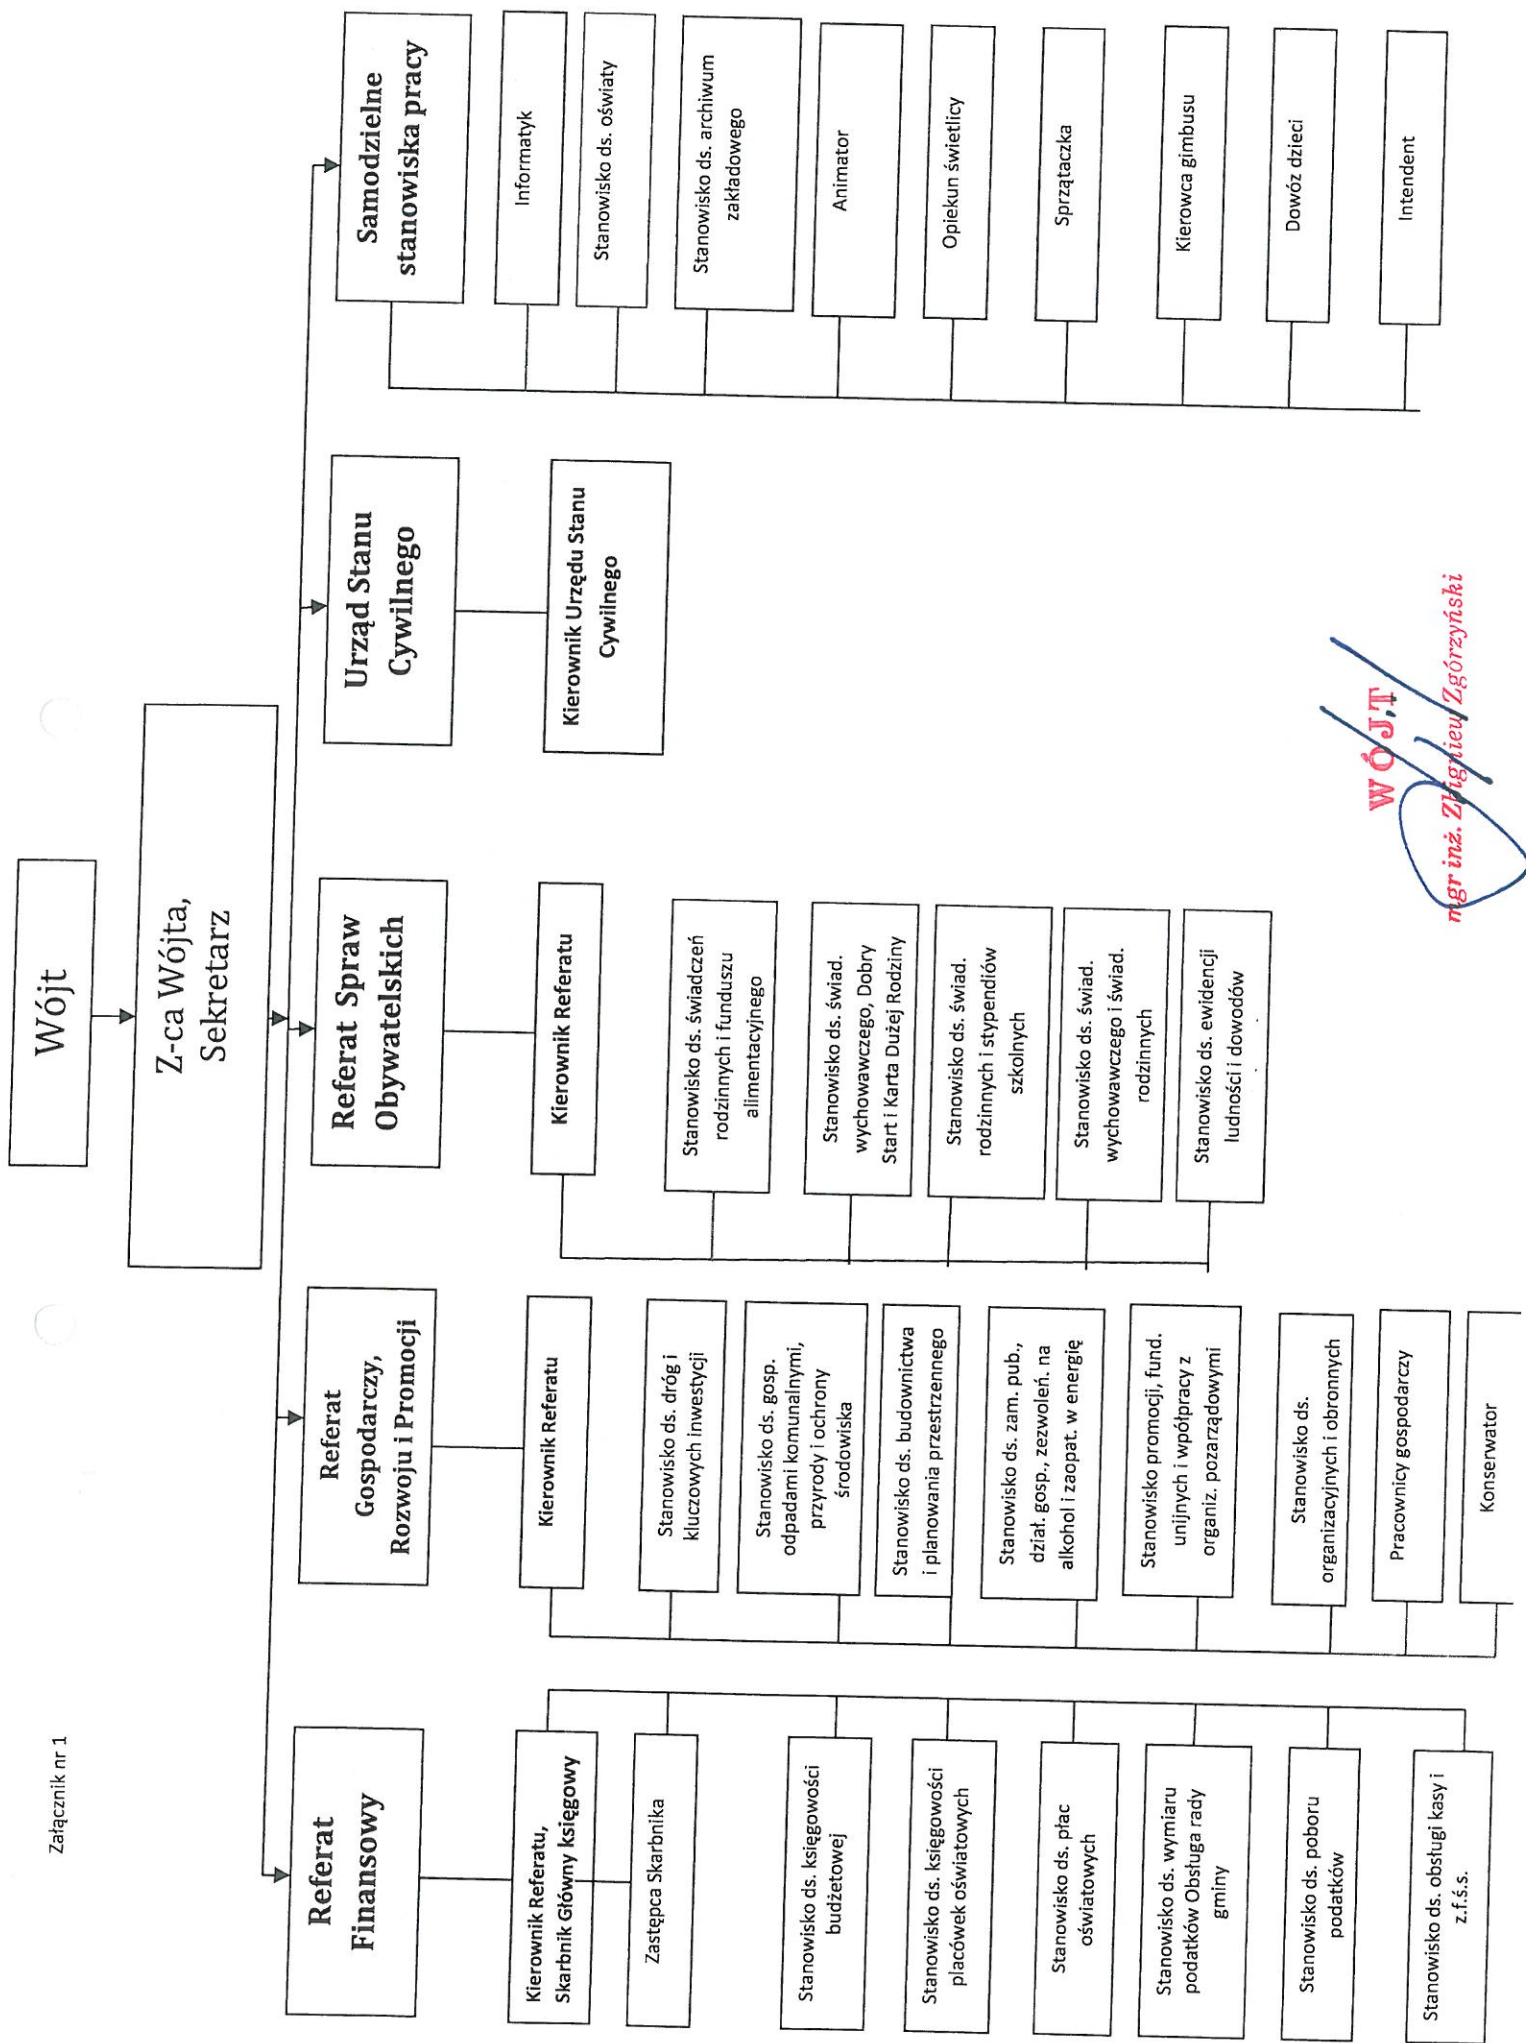 Załącznik nr 1
Wójt
Z-ca Wójta,
Sekretarz
Referat
Finansowy
Kierownik Referatu,
Skarbnik Główny księgowy
Zastępca Skarbnika
Stanowisko ds. księgowości
budżetowej
Stanowisko ds. księgowości
placówek oświatowych
Stanowisko ds. płac
oświatowych
Stanowisko ds. wymiaru
podatków Obsługa rady
gminy
Stanowisko ds. poboru
podatków
Stanowisko ds. obsługi kasy i
z.f.ś.s.
Referat
Gospodarczy,
Rozwoju i Promocji
Kierownik Referatu
Stanowisko ds. dróg i
kluczowych inwestycji
Stanowisko ds. gosp.
odpadami komunalnymi,
przyrody i ochrony
środowiska
Stanowisko ds. budownictwa
i planowania przestrzennego
Stanowisko ds. zam. pub.,
dział. gosp., zezwoleń. na
alkohol i zaopat. w energię
Stanowisko promocji, fund.
unijnych i wpółpracy z
organiz. pozarządowymi
Stanowisko ds.
organizacyjnych i obronnych
Pracownicy gospodarczy
Konserwator
Referat Spraw
Obywatelskich
Kierownik Referatu
Stanowisko ds. świadczeń
rodzinnych i funduszu
alimentacyjnego
Stanowisko ds. świad.
wychowawczego, Dobry
Start i Karta Dużej Rodziny
Stanowisko ds. świad.
rodzinnych i stypendiów
szkolnych
Stanowisko ds. świad.
wychowawczego i świad.
rodzinnych
Stanowisko ds. ewidencji
ludności i dowodów
Urząd Stanu
Cywilnego
Kierownik Urzędu Stanu
Cywilnego
Samodzielne
stanowiska pracy
Informatyk
Stanowisko ds. oświaty
Stanowisko ds. archiwum
zakładowego
Animator
Opiekun świetlicy
Sprzątaczka
Kierowca gimbusu
Dowóz dzieci
Intendent
WÓJT
mgr inż. Zbigniew Zgórzyński